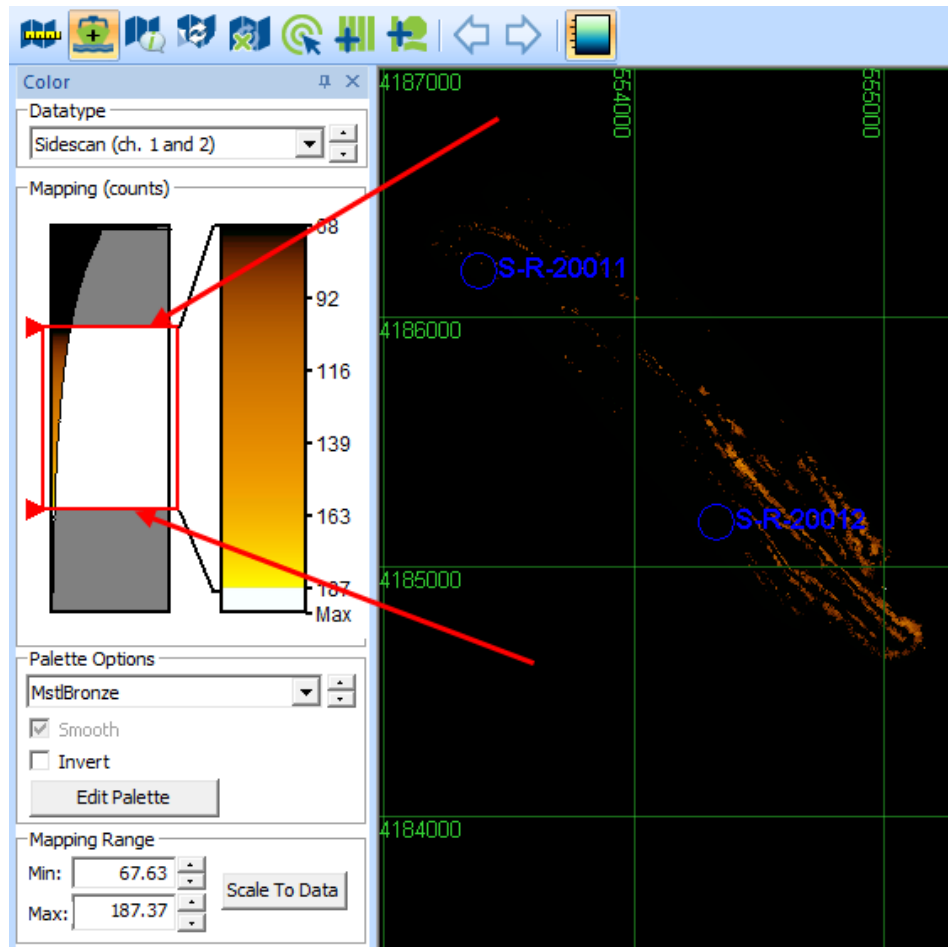 Color
Datatype
Sidescan (ch. 1 and 2)
Mapping (counts)
68
92
116
139
163
187
Max
Palette Options
MstlBronze
Smooth
Invert
Edit Palette
Mapping Range
Min: 67.63
Max: 187.37
Scale To Data
4187000
554000
555000
S-R-20011
4186000
S-R-20012
4185000
4184000